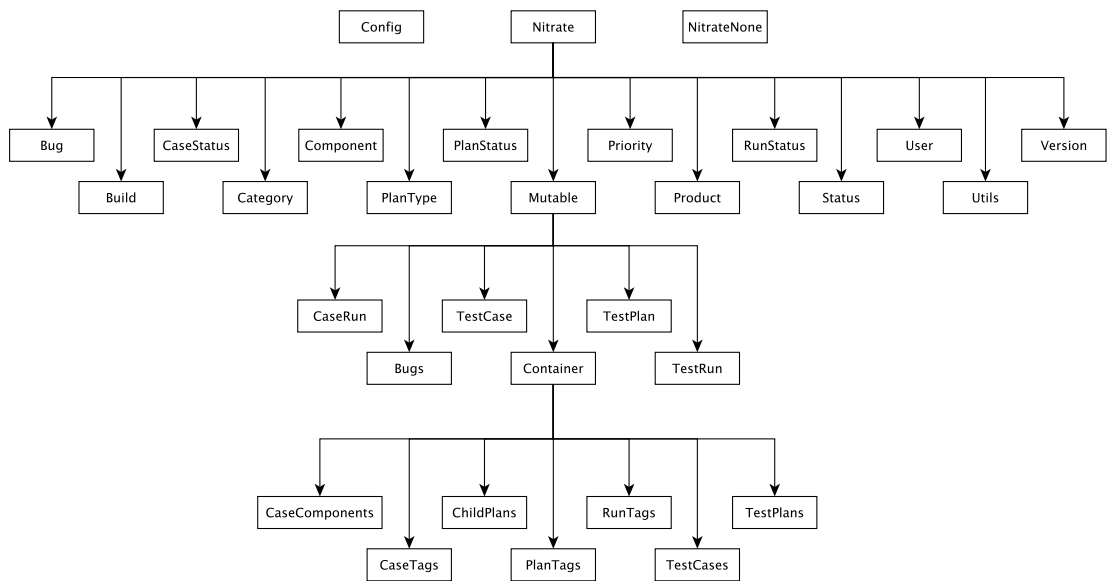 Config
Nitrate
NitrateNone
Bug
CaseStatus
Component
PlanStatus
Priority
RunStatus
User
Version
Build
Category
PlanType
Mutable
Product
Status
Utils
CaseRun
TestCase
TestPlan
Bugs
Container
TestRun
CaseComponents
ChildPlans
RunTags
TestPlans
CaseTags
PlanTags
TestCases